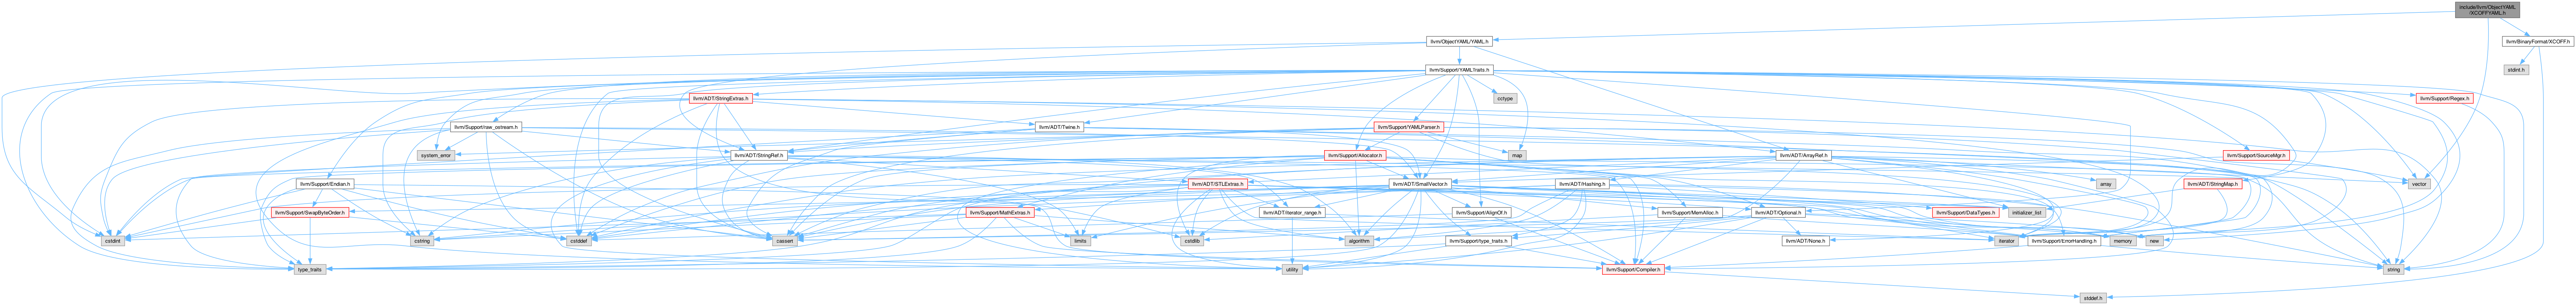 include/llvm/ObjectYAML
/XCOFFYAML.h
llvm/ObjectYAML/YAML.h
llvm/BinaryFormat/XCOFF.h
llvm/Support/YAMLTraits.h
stdint.h
llvm/ADT/StringExtras.h
cctype
llvm/Support/Regex.h
llvm/Support/raw_ostream.h
llvm/ADT/Twine.h
llvm/Support/YAMLParser.h
system_error
llvm/ADT/StringRef.h
llvm/Support/Allocator.h
map
llvm/ADT/ArrayRef.h
llvm/Support/SourceMgr.h
llvm/Support/Endian.h
llvm/ADT/STLExtras.h
llvm/ADT/SmallVector.h
llvm/ADT/Hashing.h
array
llvm/ADT/StringMap.h
vector
llvm/Support/SwapByteOrder.h
llvm/Support/MathExtras.h
llvm/ADT/iterator_range.h
llvm/Support/AlignOf.h
llvm/Support/MemAlloc.h
llvm/ADT/Optional.h
llvm/Support/DataTypes.h
initializer_list
cstdint
cstring
cstddef
cassert
limits
cstdlib
algorithm
llvm/Support/type_traits.h
llvm/ADT/None.h
iterator
llvm/Support/ErrorHandling.h
memory
new
type_traits
utility
llvm/Support/Compiler.h
string
stddef.h